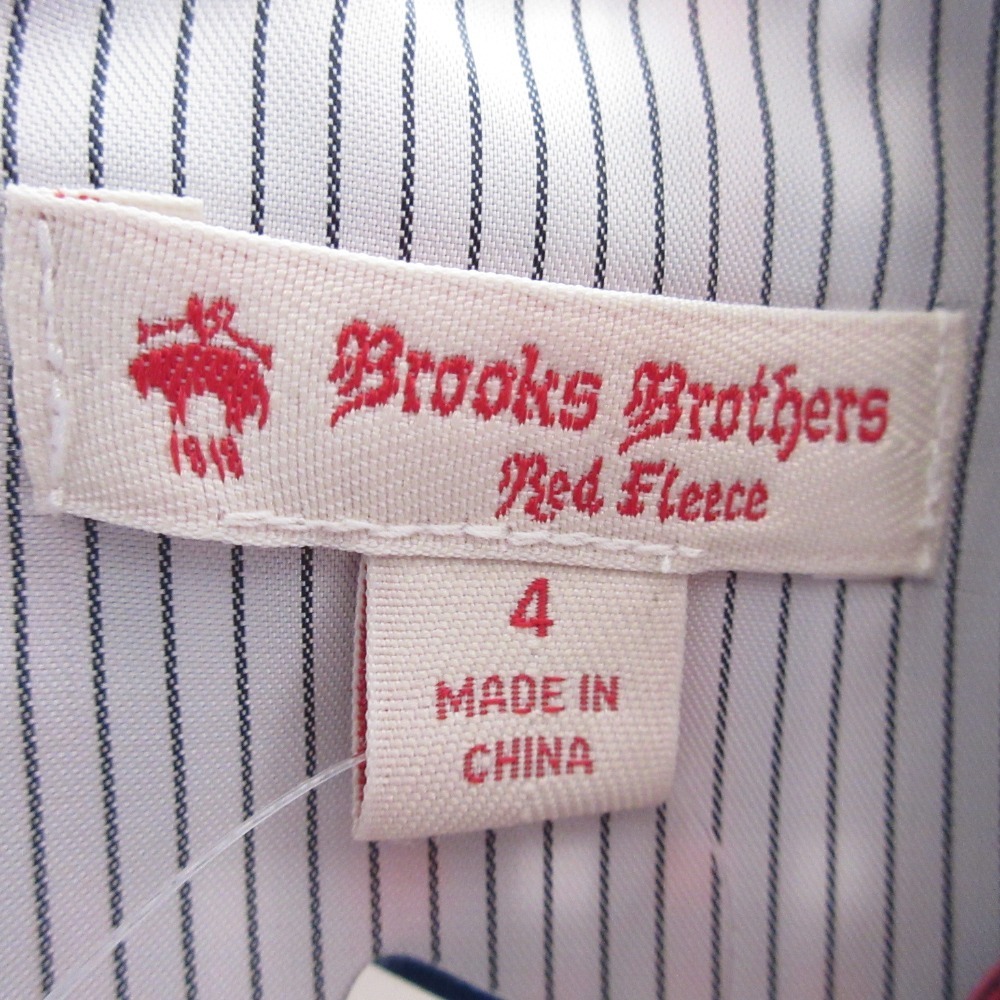 Brooks Brothers
Red Fleece
1818
4
MADE IN
CHINA